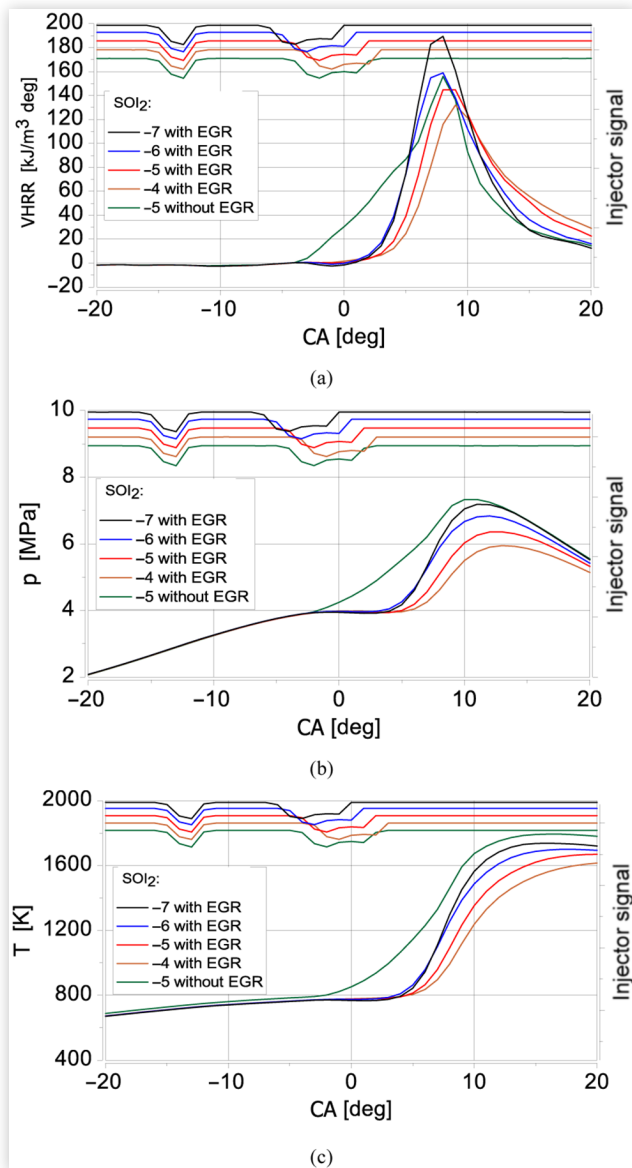 200
180
160
140
120
100
80
60
40
20
0
−20
VHRR [kJ/m³ deg]
SOI₂:
−7 with EGR
−6 with EGR
−5 with EGR
−4 with EGR
−5 without EGR
Injector signal
−20 −10 0 10 20
CA [deg]
(a)
10
8
6
4
2
p [MPa]
SOI₂:
−7 with EGR
−6 with EGR
−5 with EGR
−4 with EGR
−5 without EGR
Injector signal
−20 −10 0 10 20
CA [deg]
(b)
2000
1600
1200
800
400
T [K]
SOI₂:
−7 with EGR
−6 with EGR
−5 with EGR
−4 with EGR
−5 without EGR
Injector signal
−20 −10 0 10 20
CA [deg]
(c)